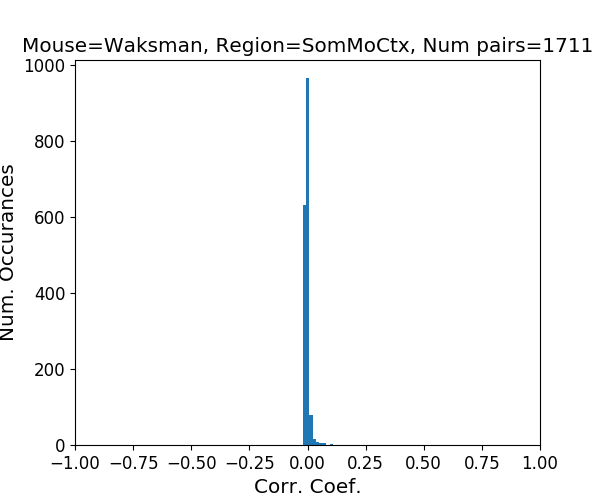 Mouse=Waksman, Region=SomMoCtx, Num pairs=1711
1000
800
600
400
200
0
Num. Occurances
−1.00 −0.75 −0.50 −0.25 0.00 0.25 0.50 0.75 1.00
Corr. Coef.